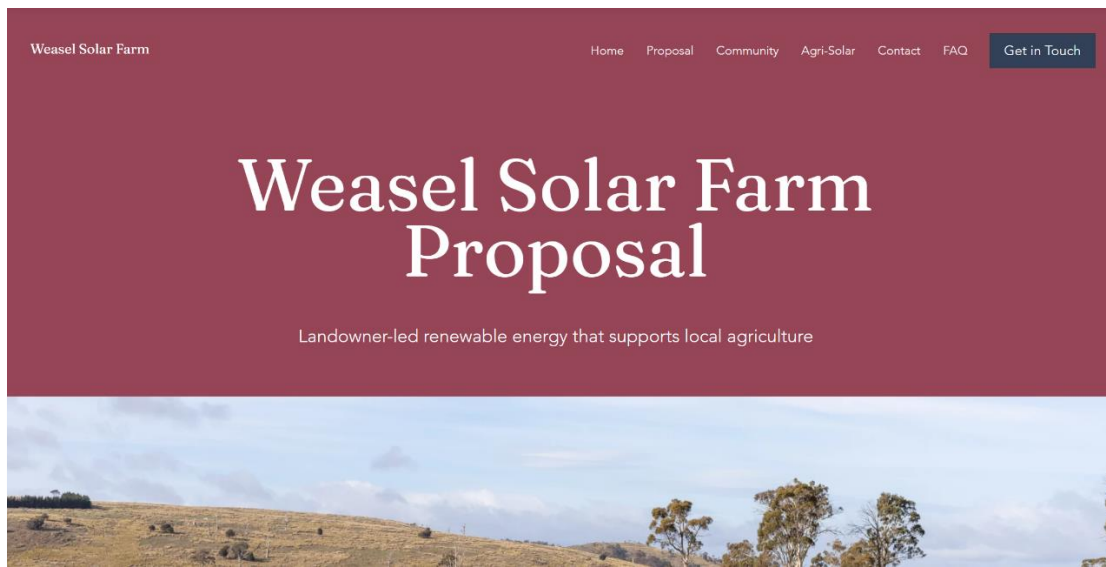 Weasel Solar Farm
Home Proposal Community Agri-Solar Contact FAQ Get in Touch
Weasel Solar Farm
Proposal
Landowner-led renewable energy that supports local agriculture